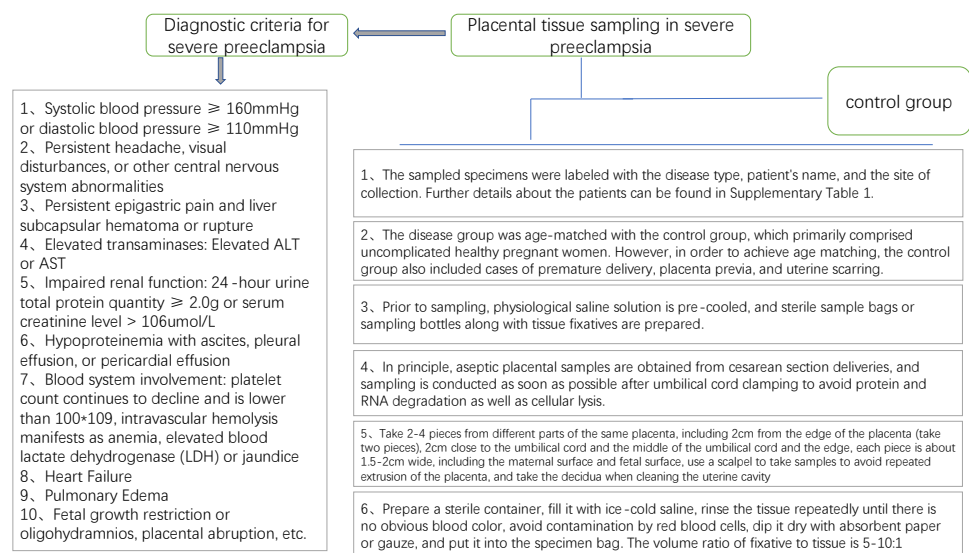 Diagnostic criteria for
severe preeclampsia
Placental tissue sampling in severe
preeclampsia
control group
1、Systolic blood pressure ≥ 160mmHg
or diastolic blood pressure ≥ 110mmHg
2、Persistent headache, visual
disturbances, or other central nervous
system abnormalities
3、Persistent epigastric pain and liver
subcapsular hematoma or rupture
4、Elevated transaminases: Elevated ALT
or AST
5、Impaired renal function: 24-hour urine
total protein quantity ≥ 2.0g or serum
creatinine level > 106umol/L
6、Hypoproteinemia with ascites, pleural
effusion, or pericardial effusion
7、Blood system involvement: platelet
count continues to decline and is lower
than 100*109, intravascular hemolysis
manifests as anemia, elevated blood
lactate dehydrogenase (LDH) or jaundice
8、Heart Failure
9、Pulmonary Edema
10、Fetal growth restriction or
oligohydramnios, placental abruption, etc.
1、The sampled specimens were labeled with the disease type, patient's name, and the site of
collection. Further details about the patients can be found in Supplementary Table 1.
2、The disease group was age-matched with the control group, which primarily comprised
uncomplicated healthy pregnant women. However, in order to achieve age matching, the control
group also included cases of premature delivery, placenta previa, and uterine scarring.
3、Prior to sampling, physiological saline solution is pre-cooled, and sterile sample bags or
sampling bottles along with tissue fixatives are prepared.
4、In principle, aseptic placental samples are obtained from cesarean section deliveries, and
sampling is conducted as soon as possible after umbilical cord clamping to avoid protein and
RNA degradation as well as cellular lysis.
5、Take 2-4 pieces from different parts of the same placenta, including 2cm from the edge of the placenta (take
two pieces), 2cm close to the umbilical cord and the middle of the umbilical cord and the edge, each piece is about
1.5-2cm wide, including the maternal surface and fetal surface, use a scalpel to take samples to avoid repeated
extrusion of the placenta, and take the decidua when cleaning the uterine cavity
6、Prepare a sterile container, fill it with ice-cold saline, rinse the tissue repeatedly until there is
no obvious blood color, avoid contamination by red blood cells, dip it dry with absorbent paper
or gauze, and put it into the specimen bag. The volume ratio of fixative to tissue is 5-10:1